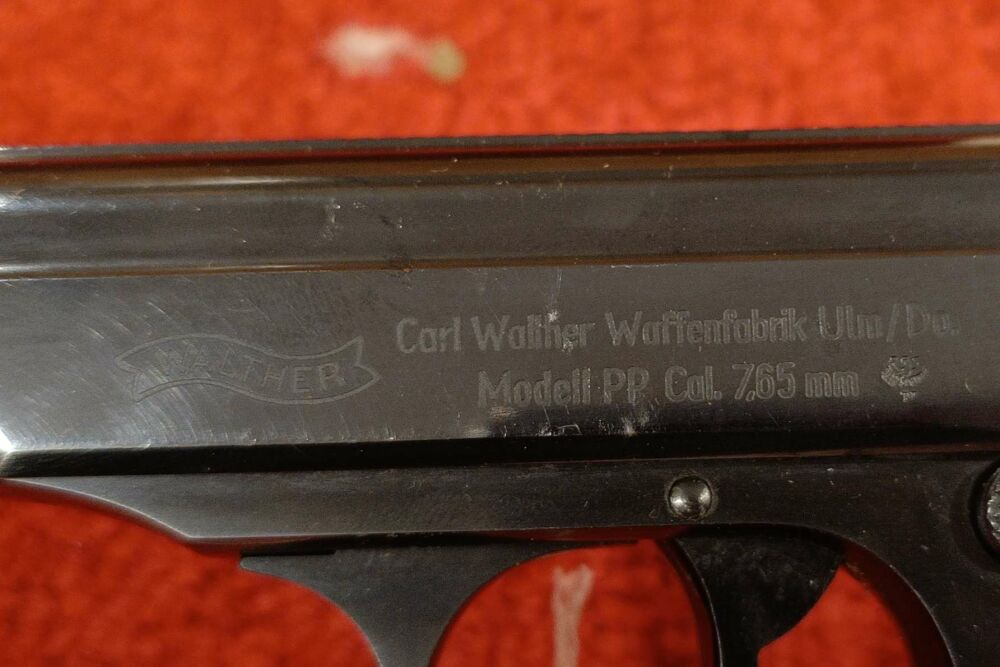 WALTHER
Carl Walther Waffenfabrik Ulm/Do.
Modell PP Cal. 7,65 mm